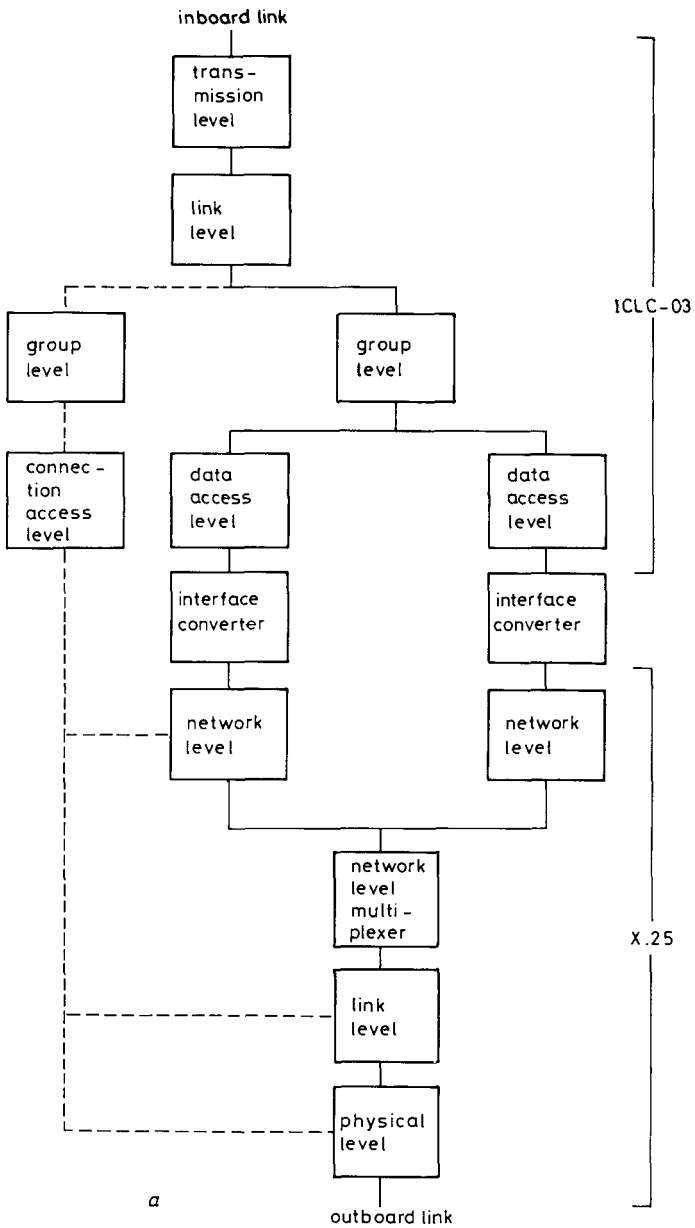 inboard link
trans-
mission
level
link
level
group
level
group
level
ICLC-03
connec-
tion
access
level
data
access
level
data
access
level
interface
converter
interface
converter
network
level
network
level
network
level
multi-
plexer
X.25
link
level
physical
level
a
outboard link